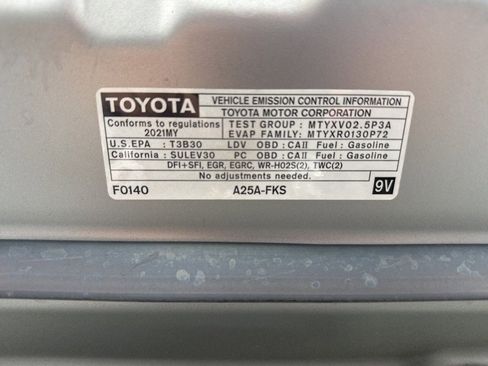 TOYOTA
VEHICLE EMISSION CONTROL INFORMATION
TOYOTA MOTOR CORPORATION
Conforms to regulations
2021MY
TEST GROUP : MTYXV02.5P3A
EVAP FAMILY: MTYXR0130P72
U.S.EPA : T3B30 LDV OBD : CAII Fuel : Gasoline
California : SULEV30 PC OBD : CAII Fuel : Gasoline
DFI+SFI, EGR, EGRC, WR-HO2S(2), TWC(2)
No adjustments needed.
F0140 A25A-FKS 9V